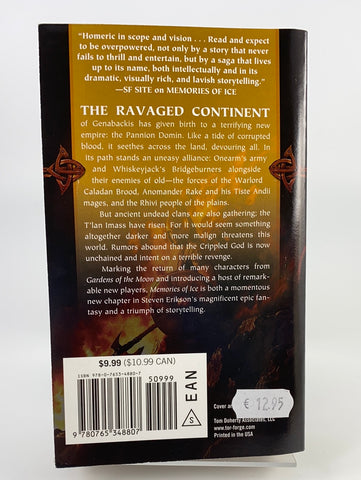 "Homeric in scope and vision . . . Read and expect
to be overpowered, not only by a story that never
fails to thrill and entertain, but by a saga that lives
up to its name, both intellectually and in its
dramatic, visually rich, and lavish storytelling."
—SF SITE on MEMORIES OF ICE
THE RAVAGED CONTINENT
of Genabackis has given birth to a terrifying new
empire: the Pannion Domin. Like a tide of corrupted
blood, it seethes across the land, devouring all. In
its path stands an uneasy alliance: Onearm's army
and Whiskeyjack's Bridgeburners alongside
their enemies of old—the forces of the Warlord
Caladan Brood, Anomander Rake and his Tiste Andii
mages, and the Rhivi people of the plains.
But ancient undead clans are also gathering; the
T'lan Imass have risen. For it would seem something
altogether darker and more malign threatens this
world. Rumors abound that the Crippled God is now
unchained and intent on a terrible revenge.
Marking the return of many characters from
Gardens of the Moon and introducing a host of remark-
able new players, Memories of Ice is both a momentous
new chapter in Steven Erikson's magnificent epic fan-
tasy and a triumph of storytelling.
$9.99 ($10.99 CAN)
ISBN 978-0-7653-4880-7
50999
9 780765 348807
S EAN
€ 12.95
Cover ar
Tom Doherty Associates, LLC
www.tor-forge.com
Printed in the USA